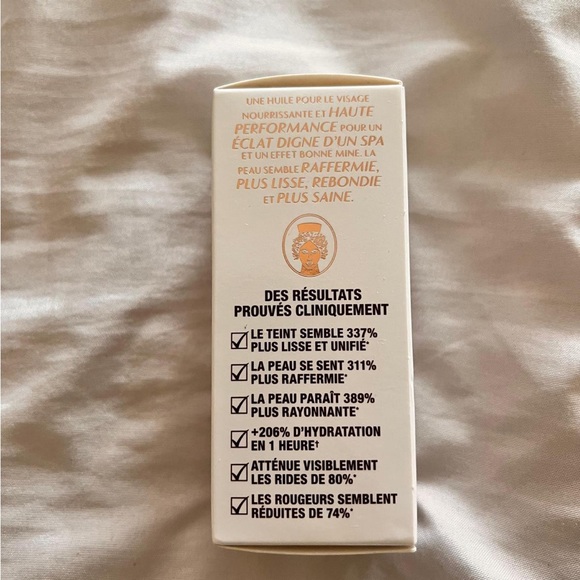 UNE HUILE POUR LE VISAGE
NOURRISSANTE ET HAUTE
PERFORMANCE POUR UN
ÉCLAT DIGNE D'UN SPA
ET UN EFFET BONNE MINE. LA
PEAU SEMBLE RAFFERMIE,
PLUS LISSE, REBONDIE
ET PLUS SAINE.
DES RÉSULTATS
PROUVÉS CLINIQUEMENT
LE TEINT SEMBLE 337%
PLUS LISSE ET UNIFIÉ*
LA PEAU SE SENT 311%
PLUS RAFFERMIE*
LA PEAU PARAÎT 389%
PLUS RAYONNANTE*
+206% D'HYDRATATION
EN 1 HEURE†
ATTÉNUE VISIBLEMENT
LES RIDES DE 80%*
LES ROUGEURS SEMBLENT
RÉDUITES DE 74%*